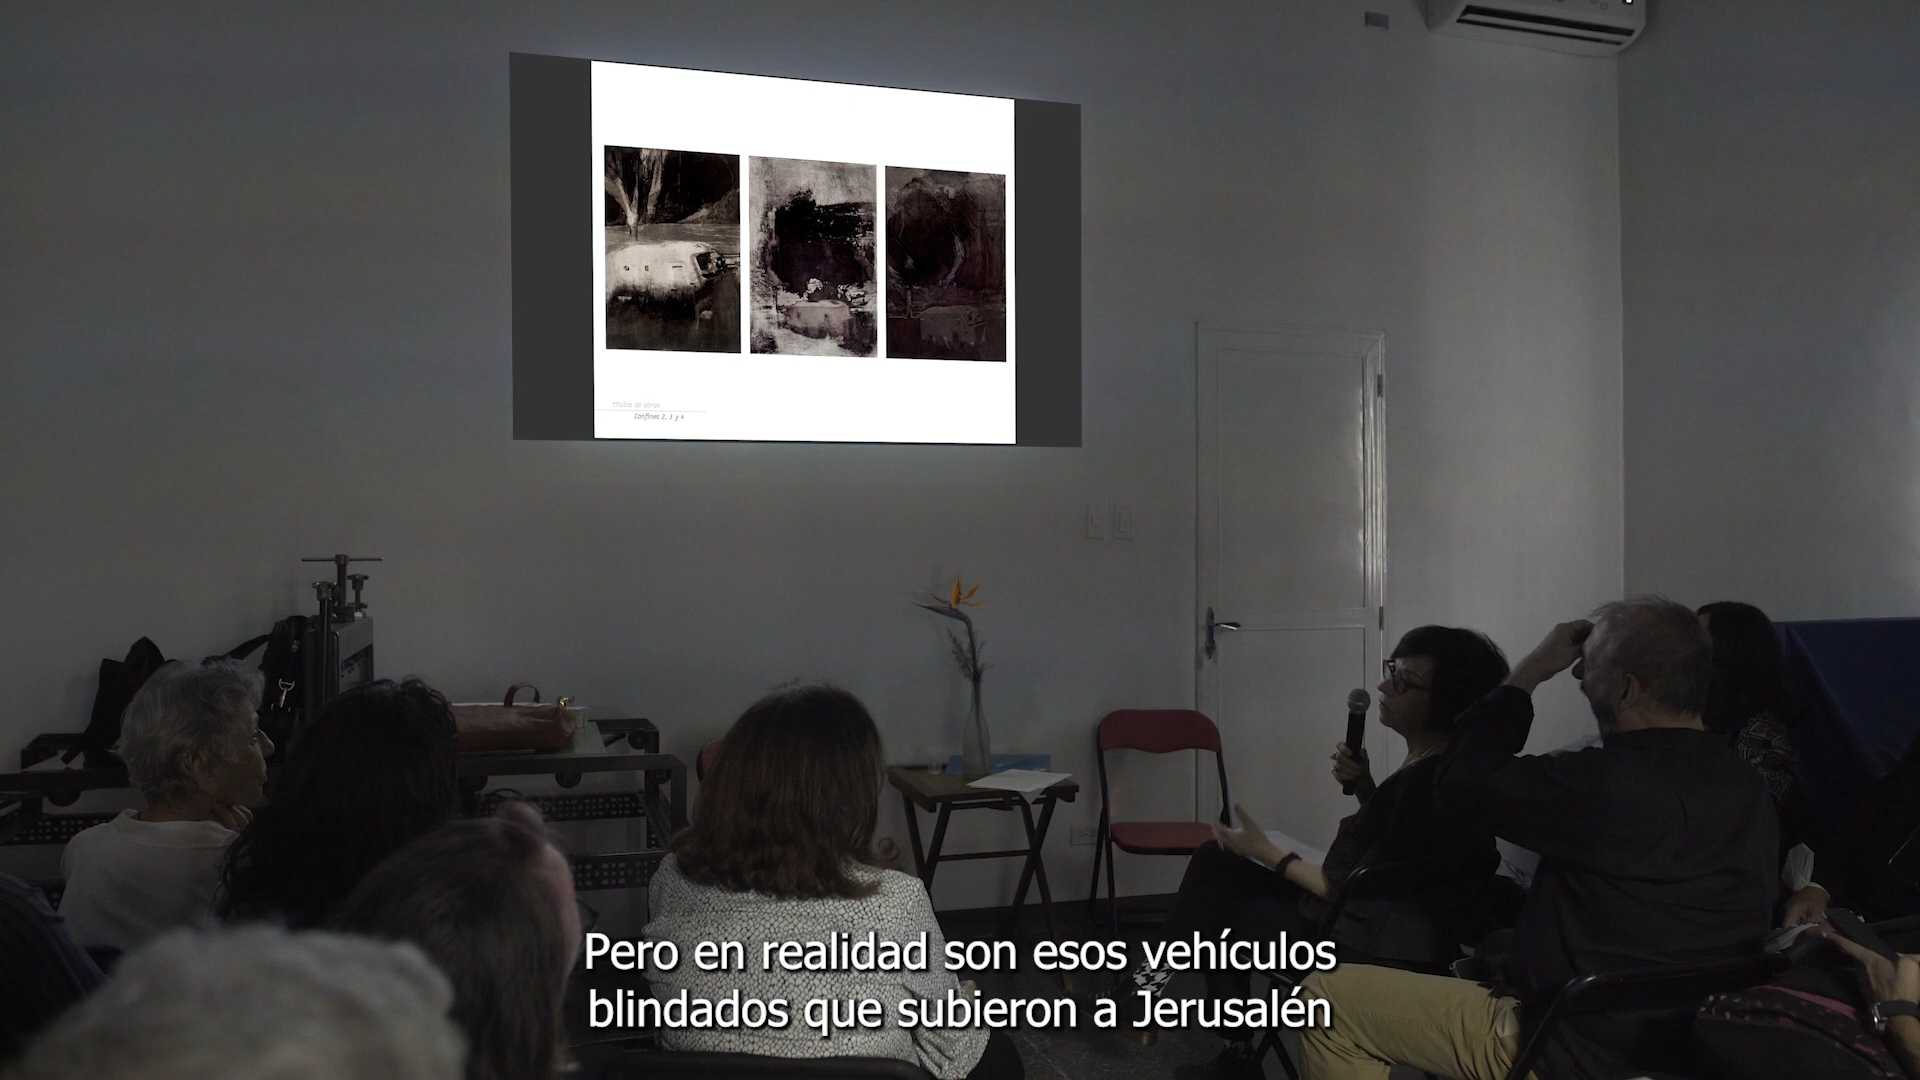 títulos de obras
Confines 2, 3 y 4
Pero en realidad son esos vehículos
blindados que subieron a Jerusalén